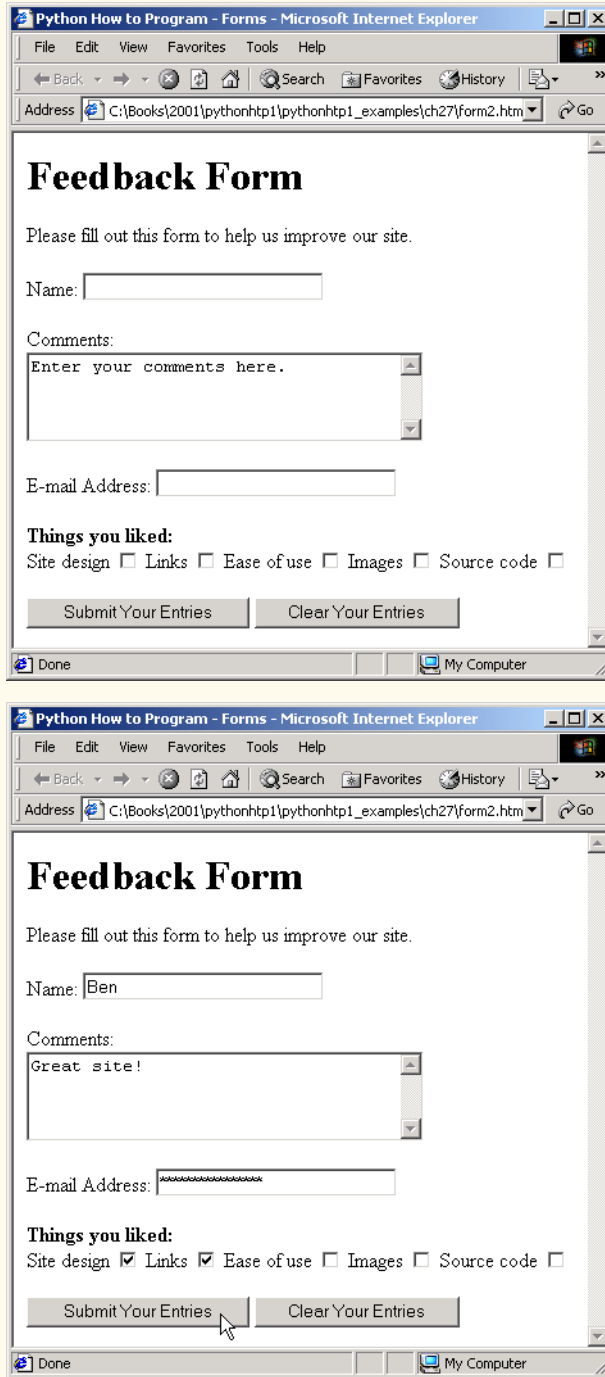 Python How to Program - Forms - Microsoft Internet Explorer
File Edit View Favorites Tools Help
Back Search Favorites History »
Address C:\Books\2001\pythonhtp1\pythonhtp1_examples\ch27\form2.htm Go
Feedback Form
Please fill out this form to help us improve our site.
Name:
Comments:
Enter your comments here.
E-mail Address:
Things you liked:
Site design Links Ease of use Images Source code
Submit Your Entries Clear Your Entries
Done My Computer
Python How to Program - Forms - Microsoft Internet Explorer
File Edit View Favorites Tools Help
Back Search Favorites History »
Address C:\Books\2001\pythonhtp1\pythonhtp1_examples\ch27\form2.htm Go
Feedback Form
Please fill out this form to help us improve our site.
Name: Ben
Comments:
Great site!
E-mail Address: *****************
Things you liked:
Site design Links Ease of use Images Source code
Submit Your Entries Clear Your Entries
Done My Computer